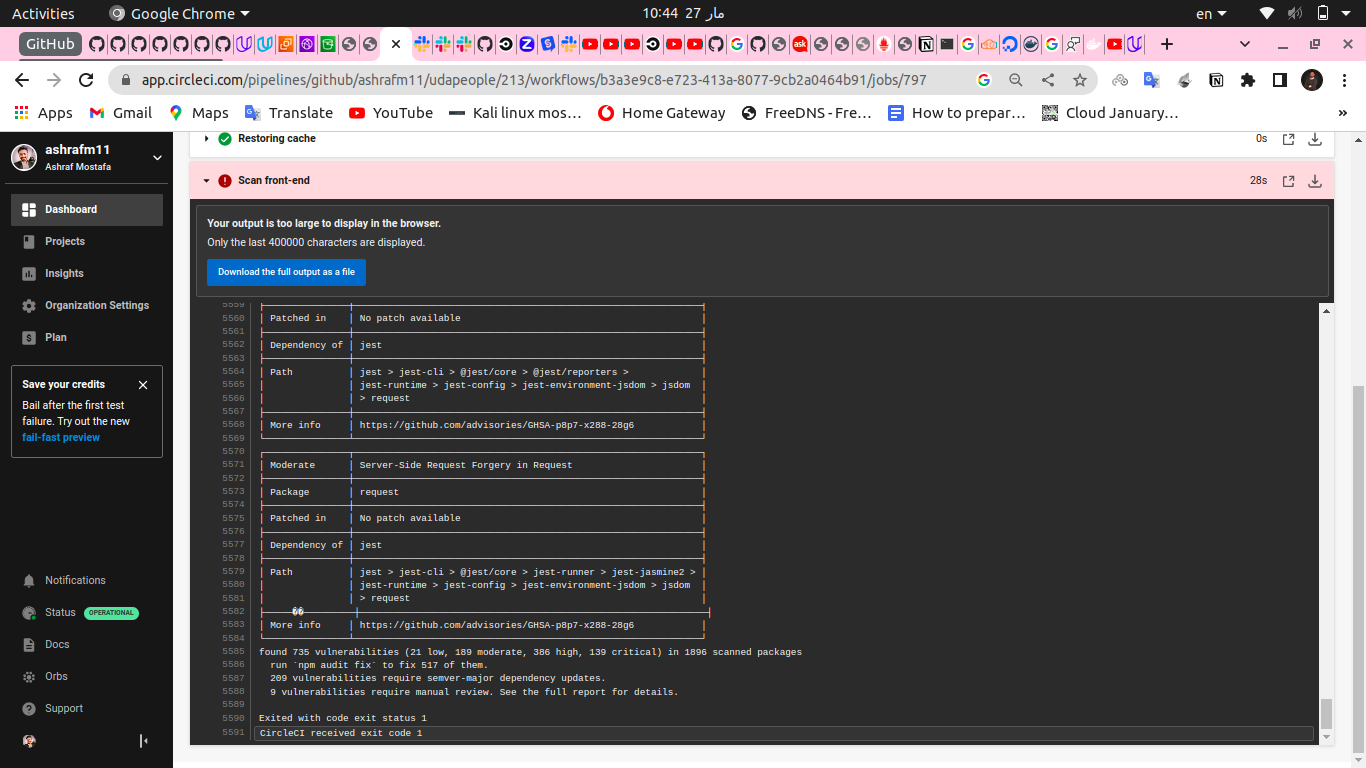 Activities
Google Chrome
10:44 27 مار
en
GitHub
app.circleci.com/pipelines/github/ashrafm11/udapeople/213/workflows/b3a3e9c8-e723-413a-8077-9cb2a0464b91/jobs/797
Apps
Gmail
Maps
Translate
YouTube
Kali linux mos…
Home Gateway
FreeDNS - Fre…
How to prepar…
Cloud January…
»
ashrafm11
Ashraf Mostafa
Dashboard
Projects
Insights
Organization Settings
Plan
Save your credits
Bail after the first test
failure. Try out the new
fail-fast preview
Notifications
Status OPERATIONAL
Docs
Orbs
Support
Restoring cache 0s
Scan front-end 28s
Your output is too large to display in the browser.
Only the last 400000 characters are displayed.
Download the full output as a file
5559
5560 Patched in No patch available
5561
5562 Dependency of jest
5563
5564 Path jest > jest-cli > @jest/core > @jest/reporters >
5565 jest-runtime > jest-config > jest-environment-jsdom > jsdom
5566 > request
5567
5568 More info https://github.com/advisories/GHSA-p8p7-x288-28g6
5569
5570
5571 Moderate Server-Side Request Forgery in Request
5572
5573 Package request
5574
5575 Patched in No patch available
5576
5577 Dependency of jest
5578
5579 Path jest > jest-cli > @jest/core > jest-runner > jest-jasmine2 >
5580 jest-runtime > jest-config > jest-environment-jsdom > jsdom
5581 > request
5582 ��
5583 More info https://github.com/advisories/GHSA-p8p7-x288-28g6
5584
5585 found 735 vulnerabilities (21 low, 189 moderate, 386 high, 139 critical) in 1896 scanned packages
5586 run `npm audit fix` to fix 517 of them.
5587 209 vulnerabilities require semver-major dependency updates.
5588 9 vulnerabilities require manual review. See the full report for details.
5589
5590 Exited with code exit status 1
5591 CircleCI received exit code 1